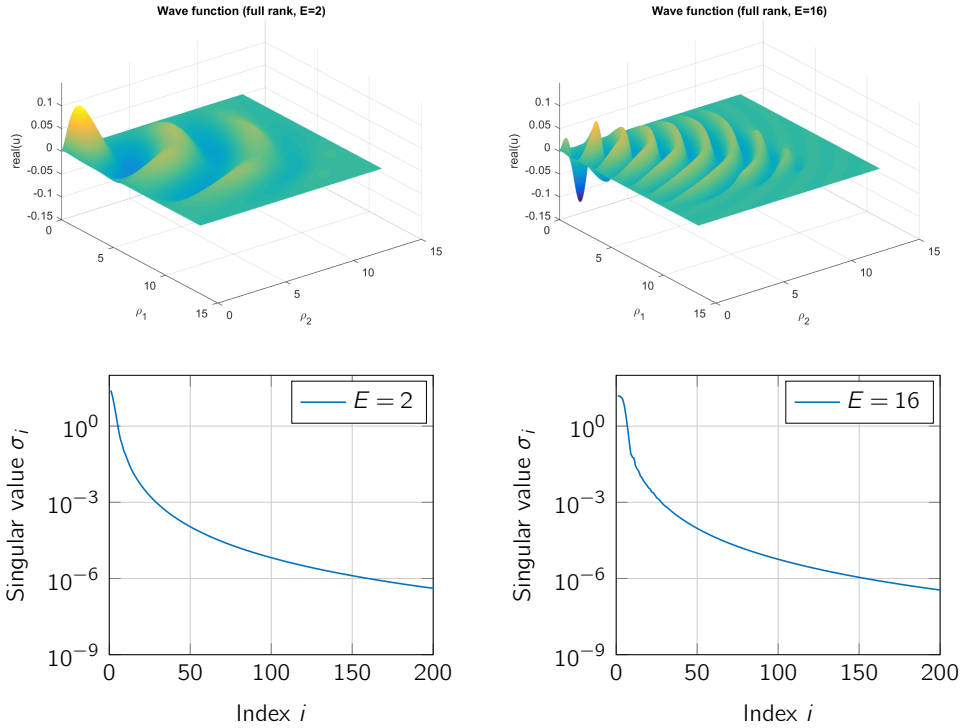 Wave function (full rank, E=2)
real(u)
0.1
0.05
0
-0.05
-0.1
-0.15
0
5
10
15
ρ1
0
5
10
15
ρ2
Wave function (full rank, E=16)
real(u)
0.1
0.05
0
-0.05
-0.1
-0.15
0
5
10
15
ρ1
0
5
10
15
ρ2
E = 2
Singular value σi
10^0
10^-3
10^-6
10^-9
0 50 100 150 200
Index i
E = 16
Singular value σi
10^0
10^-3
10^-6
10^-9
0 50 100 150 200
Index i